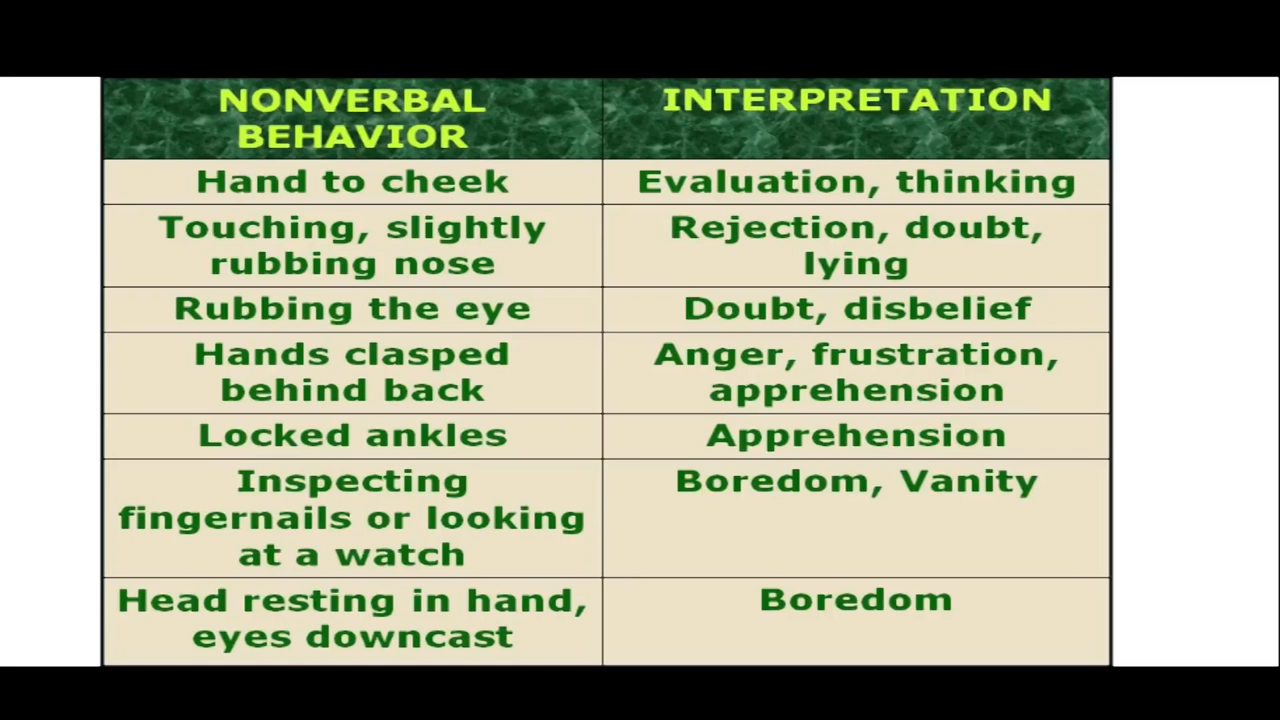 NONVERBAL
BEHAVIOR
INTERPRETATION
Hand to cheek
Evaluation, thinking
Touching, slightly
rubbing nose
Rejection, doubt,
lying
Rubbing the eye
Doubt, disbelief
Hands clasped
behind back
Anger, frustration,
apprehension
Locked ankles
Apprehension
Inspecting
fingernails or looking
at a watch
Boredom, Vanity
Head resting in hand,
eyes downcast
Boredom